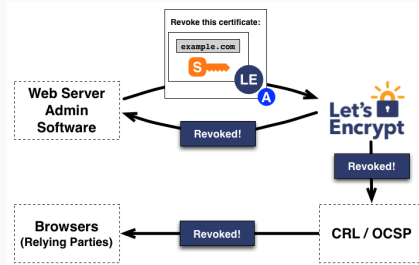 Revoke this certificate:
example.com
S
LE
A
Web Server
Admin
Software
Let's
Encrypt
Revoked!
Revoked!
Browsers
(Relying Parties)
Revoked!
CRL / OCSP